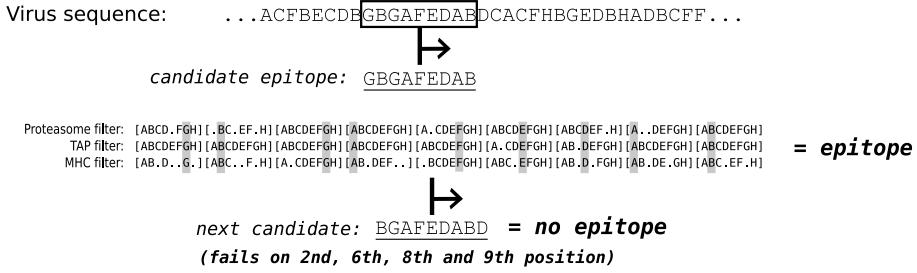 Virus sequence: ...ACFBECDBGBGAFEDABDCACFHBGEDBHADBCFF...
candidate epitope: GBGAFEDAB
Proteasome filter: [ABCD.FGH][.BC.EF.H][ABCDEFGH][ABCDEFGH][A.CDEFGH][ABCDEFGH][ABCDEF.H][A..DEFGH][ABCDEFGH]
TAP filter: [ABCDEFGH][ABCDEFGH][ABCDEFGH][ABCDEFGH][ABCDEFGH][A.CDEFGH][AB.DEFGH][ABCDEFGH][ABCDEFGH]
= epitope
MHC filter: [AB.D..G.][ABC..F.H][A.CDEFGH][AB.DEF..][.BCDEFGH][ABC.EFGH][AB.D.FGH][AB.DE.GH][ABC.EF.H]
next candidate: BGAFEDABD = no epitope
(fails on 2nd, 6th, 8th and 9th position)